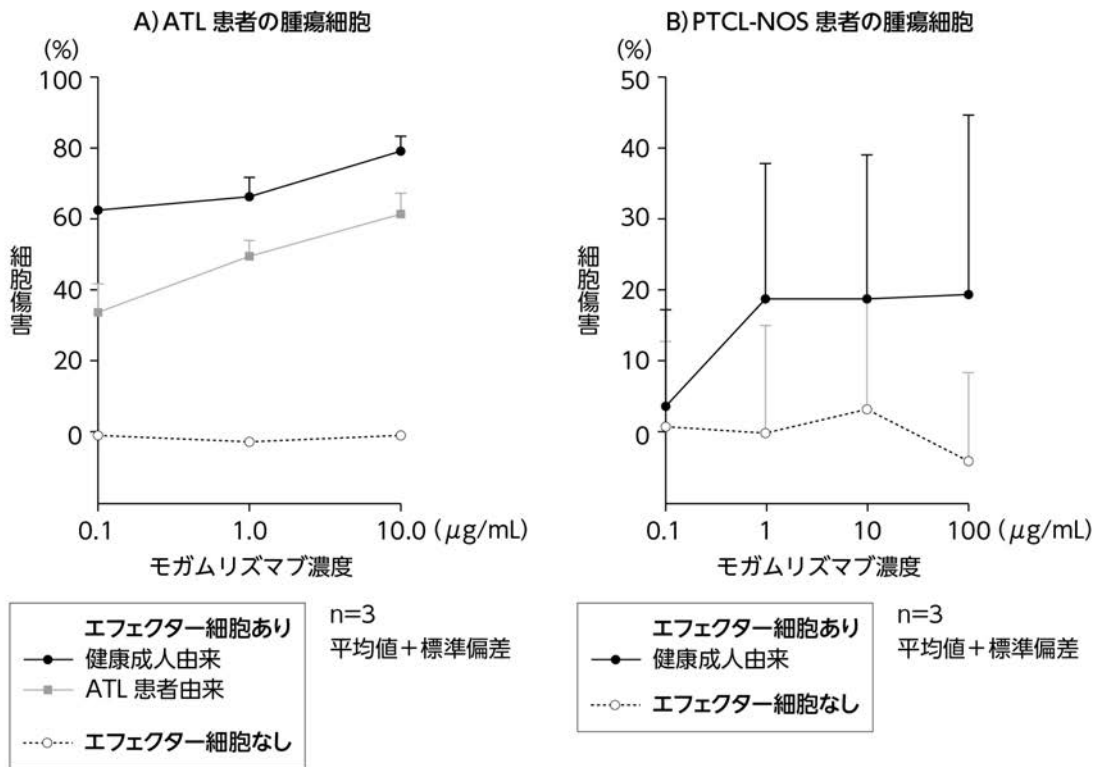 A) ATL 患者の腫瘍細胞
(%)
100
80
60
40
20
0
細胞傷害
0.1
1.0
10.0 (μg/mL)
モガムリズマブ濃度
エフェクター細胞あり
健康成人由来
ATL 患者由来
エフェクター細胞なし
n=3
平均値+標準偏差
B) PTCL-NOS 患者の腫瘍細胞
(%)
50
40
30
20
10
0
細胞傷害
0.1
1
10
100 (μg/mL)
モガムリズマブ濃度
エフェクター細胞あり
健康成人由来
エフェクター細胞なし
n=3
平均値+標準偏差